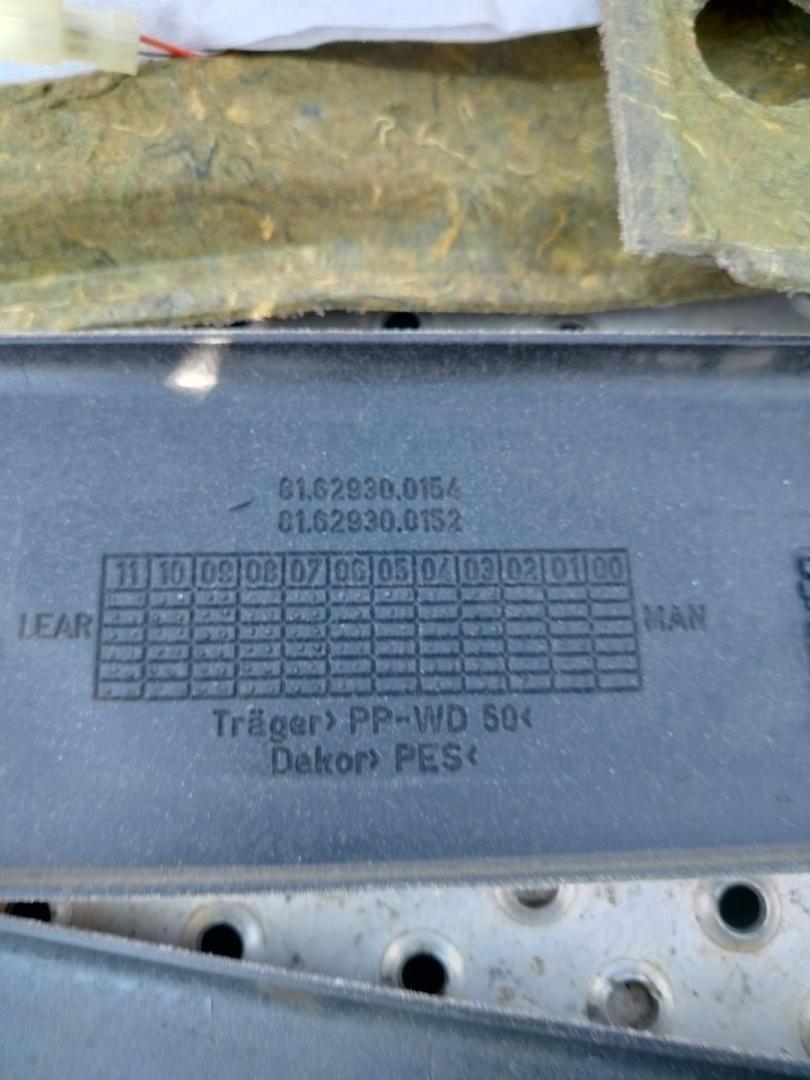 81.62930.0154
81.62930.0152
11 10 09 08 07 06 05 04 03 02 01 00
LEAR
MAN
Träger> PP-WD 50<
Dekor> PES<